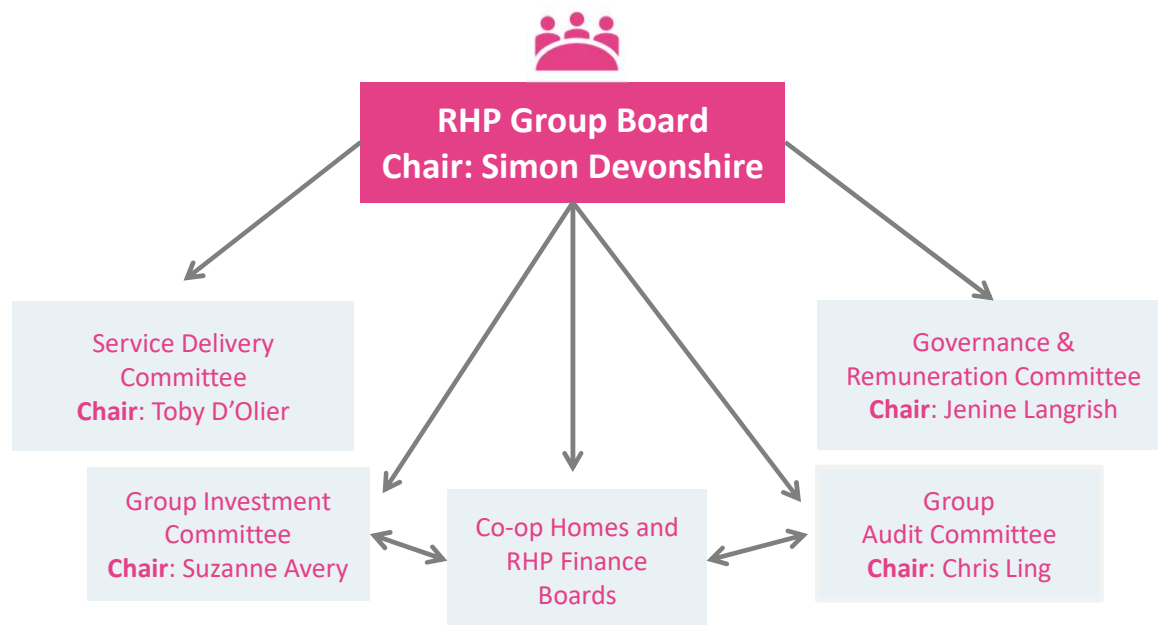 RHP Group Board
Chair: Simon Devonshire
Service Delivery
Committee
Chair: Toby D’Olier
Governance &
Remuneration Committee
Chair: Jenine Langrish
Group Investment
Committee
Chair: Suzanne Avery
Co-op Homes and
RHP Finance
Boards
Group
Audit Committee
Chair: Chris Ling